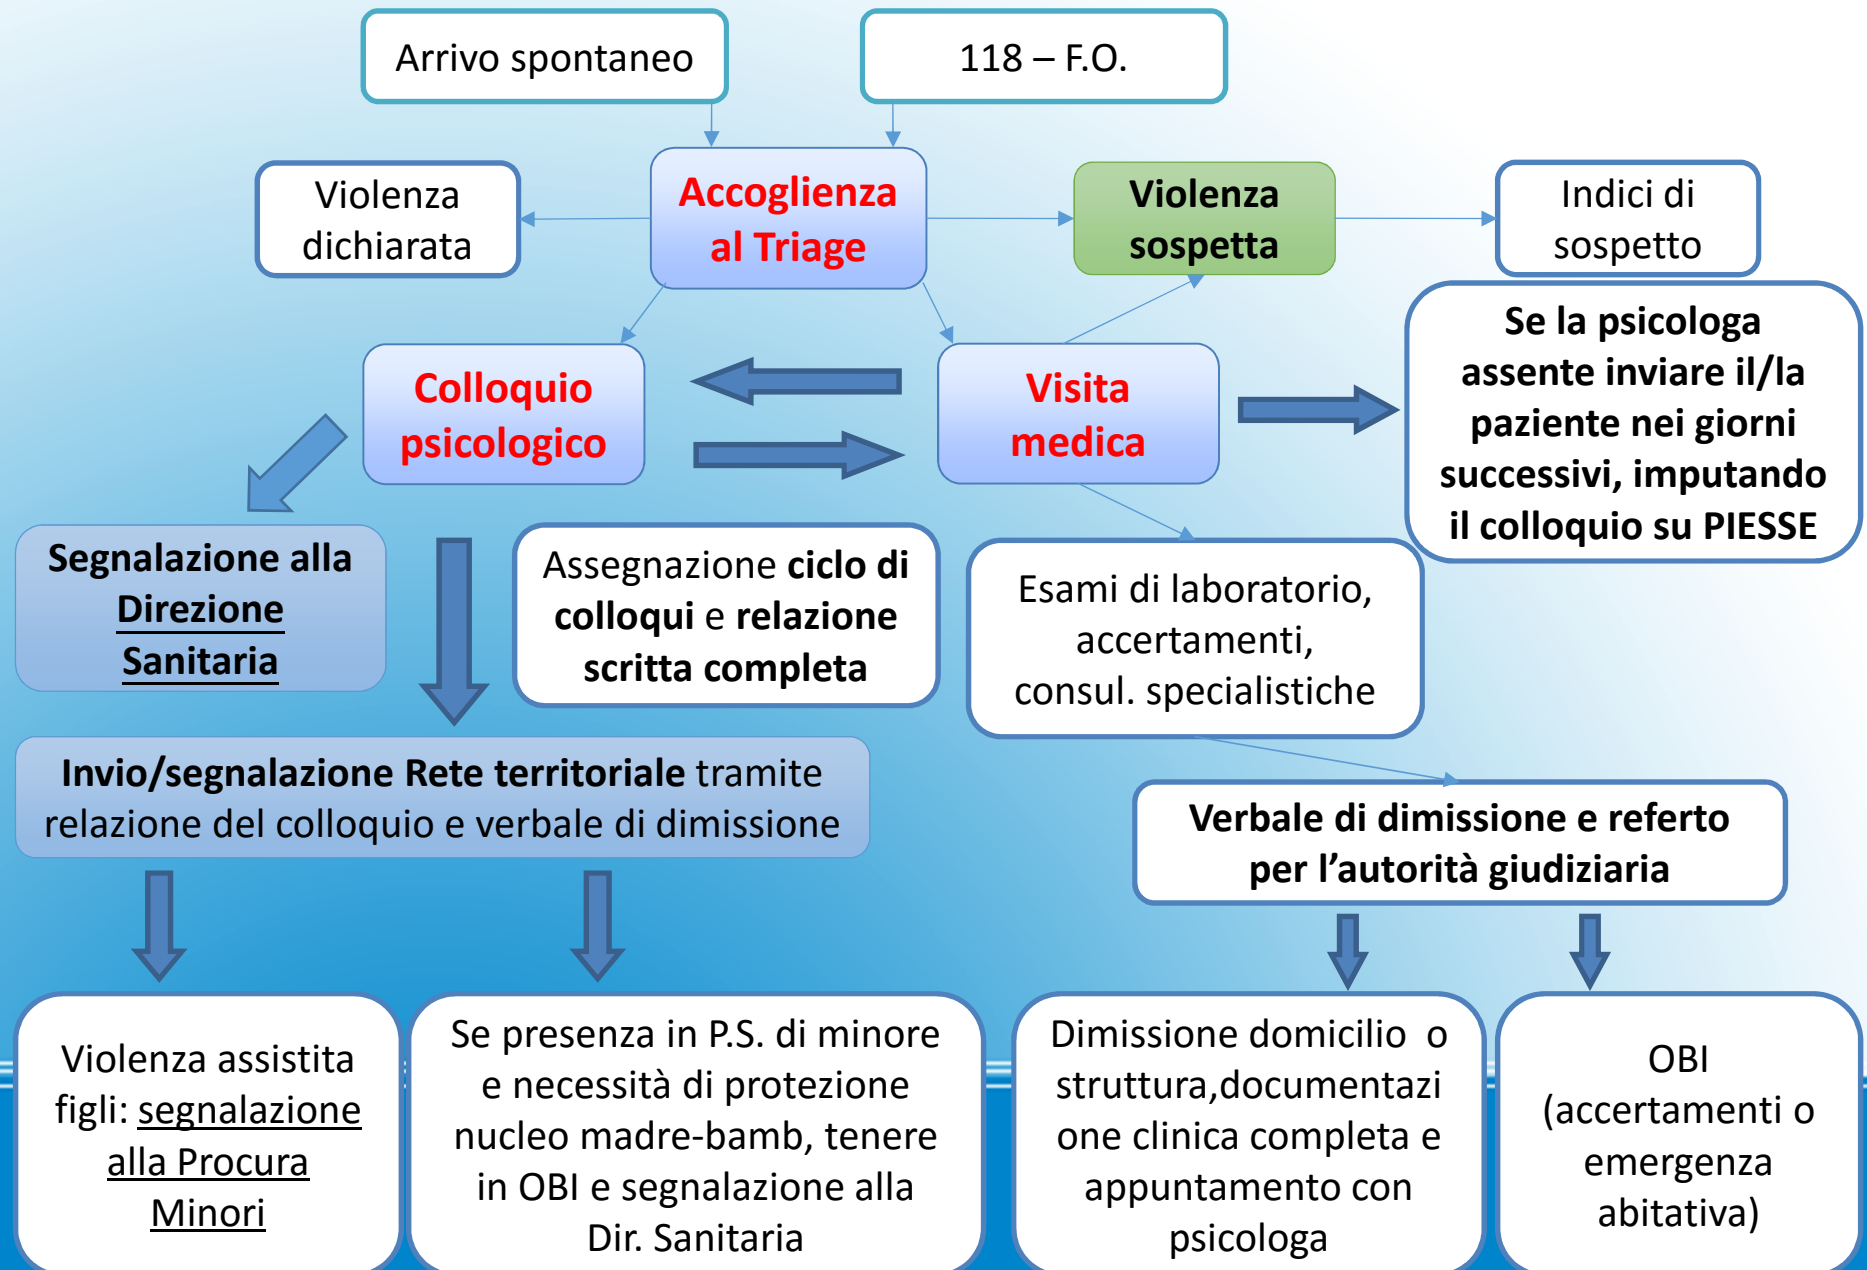 Arrivo spontaneo
118 – F.O.
Violenza
dichiarata
Accoglienza
al Triage
Violenza
sospetta
Indici di
sospetto
Colloquio
psicologico
Visita
medica
Se la psicologa
assente inviare il/la
paziente nei giorni
successivi, imputando
il colloquio su PIESSE
Segnalazione alla
Direzione
Sanitaria
Assegnazione ciclo di
colloqui e relazione
scritta completa
Esami di laboratorio,
accertamenti,
consul. specialistiche
Invio/segnalazione Rete territoriale tramite
relazione del colloquio e verbale di dimissione
Verbale di dimissione e referto
per l’autorità giudiziaria
Violenza assistita
figli: segnalazione
alla Procura
Minori
Se presenza in P.S. di minore
e necessità di protezione
nucleo madre-bamb, tenere
in OBI e segnalazione alla
Dir. Sanitaria
Dimissione domicilio  o
struttura,documentazi
one clinica completa e
appuntamento con
psicologa
OBI
(accertamenti o
emergenza
abitativa)